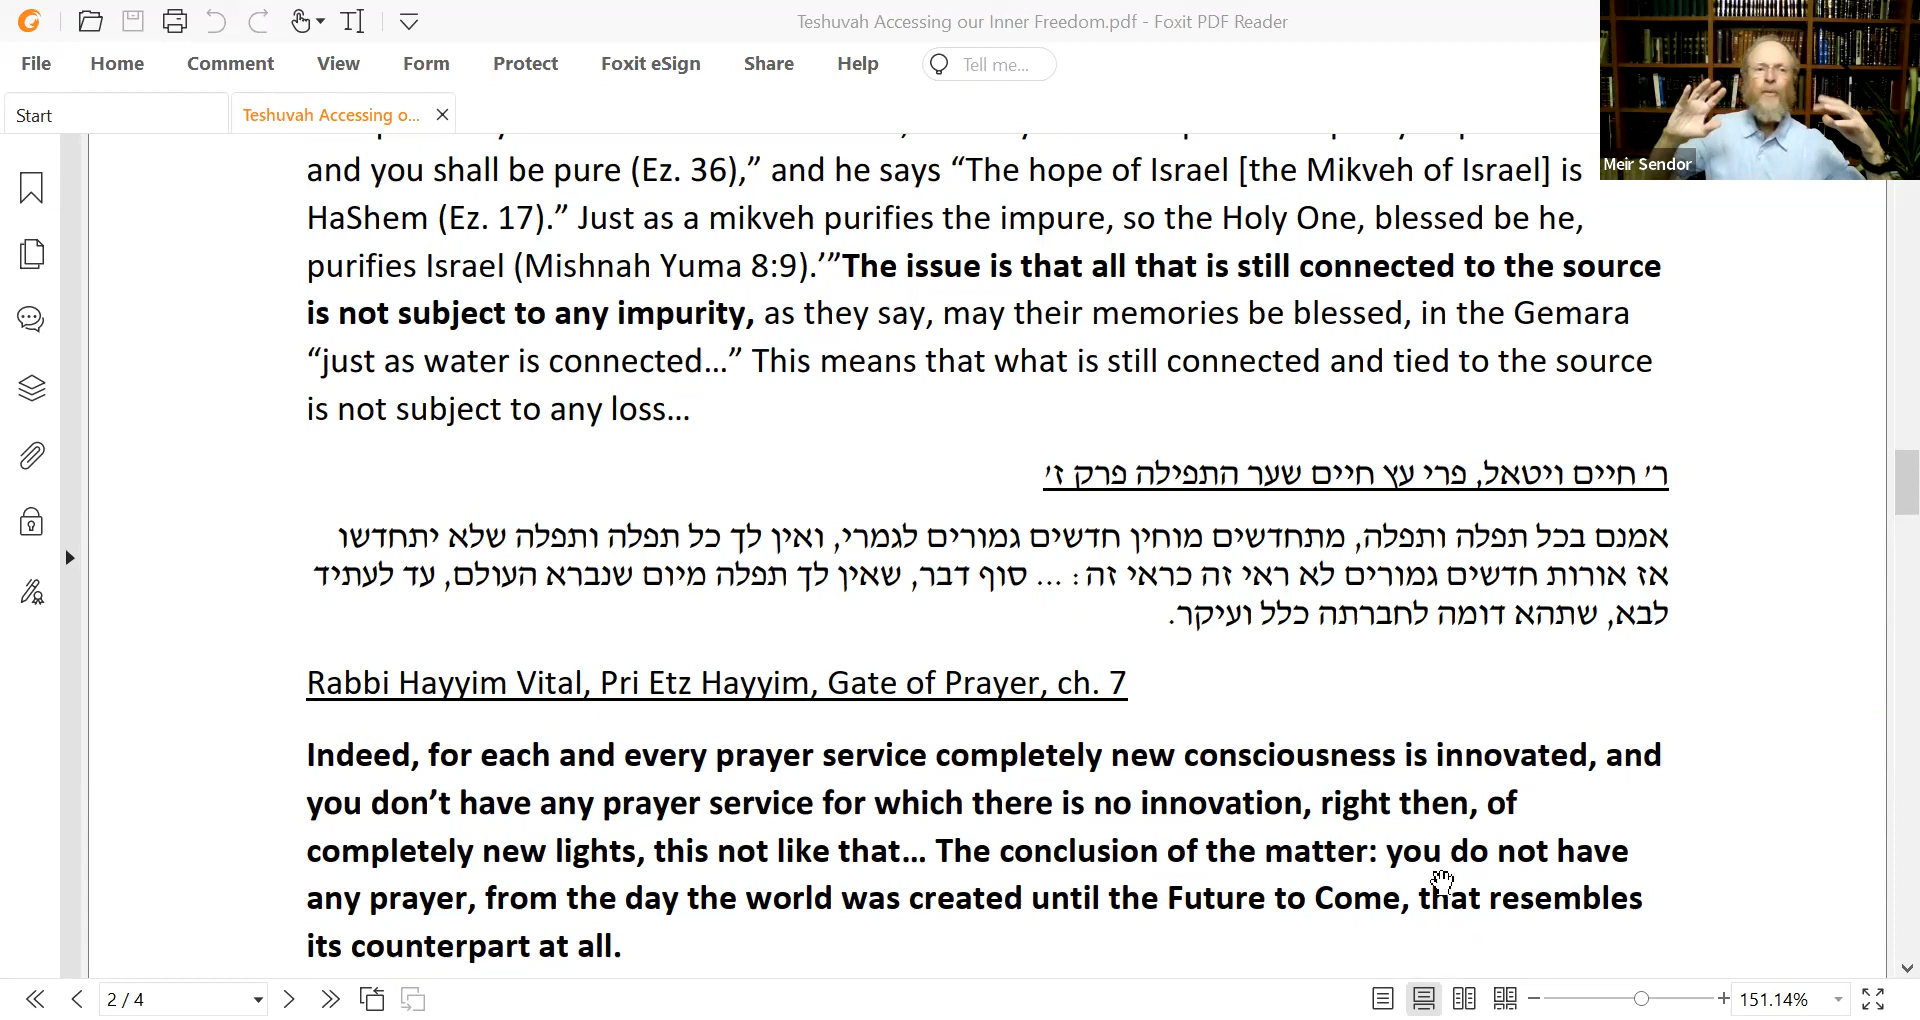 Teshuvah Accessing our Inner Freedom.pdf - Foxit PDF Reader
File Home Comment View Form Protect Foxit eSign Share Help Tell me...
Start
Teshuvah Accessing o...
Meir Sendor
and you shall be pure (Ez. 36),” and he says “The hope of Israel [the Mikveh of Israel] is
HaShem (Ez. 17).” Just as a mikveh purifies the impure, so the Holy One, blessed be he,
purifies Israel (Mishnah Yuma 8:9).’”The issue is that all that is still connected to the source
is not subject to any impurity, as they say, may their memories be blessed, in the Gemara
“just as water is connected…” This means that what is still connected and tied to the source
is not subject to any loss…
ר׳ חיים ויטאל, פרי עץ חיים שער התפילה פרק ז׳
אמנם בכל תפלה ותפלה, מתחדשים מוחין חדשים גמורים לגמרי, ואין לך כל תפלה ותפלה שלא יתחדשו
אז אורות חדשים גמורים לא ראי זה כראי זה: ... סוף דבר, שאין לך תפלה מיום שנברא העולם, עד לעתיד
לבא, שתהא דומה לחברתה כלל ועיקר.
Rabbi Hayyim Vital, Pri Etz Hayyim, Gate of Prayer, ch. 7
Indeed, for each and every prayer service completely new consciousness is innovated, and
you don’t have any prayer service for which there is no innovation, right then, of
completely new lights, this not like that… The conclusion of the matter: you do not have
any prayer, from the day the world was created until the Future to Come, that resembles
its counterpart at all.
2 / 4
151.14%